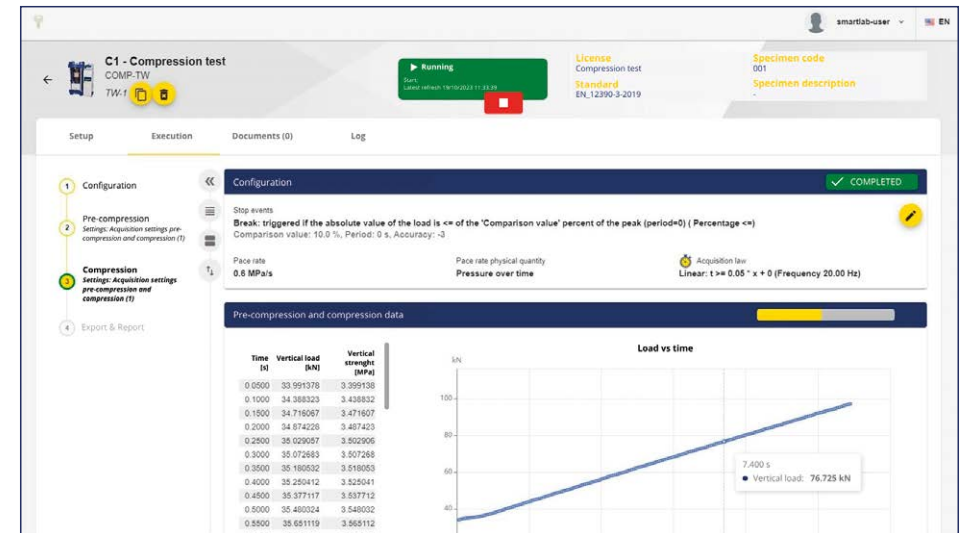 smartlab-user
EN
C1 - Compression test
COMP-TW
TW-1
Running
Start:
Latest refresh 19/10/2023 11.33.39
License
Compression test
Standard
EN_12390-3-2019
Specimen code
001
Specimen description
-
Setup
Execution
Documents (0)
Log
1
Configuration
2
Pre-compression
Settings: Acquisition settings pre-
compression and compression (1)
3
Compression
Settings: Acquisition settings
pre-compression and
compression (1)
4
Export & Report
Configuration
COMPLETED
Stop events
Break: triggered if the absolute value of the load is <= of the 'Comparison value' percent of the peak (period=0) ( Percentage <=)
Comparison value: 10.0 %, Period: 0 s, Accuracy: -3
Pace rate
0.6 MPa/s
Pace rate physical quantity
Pressure over time
Acquisition law
Linear: t >= 0.05 * x + 0 (Frequency 20.00 Hz)
Pre-compression and compression data
Time [s] Vertical load [kN] Vertical strenght [MPa]
0.0500 33.991378 3.399138
0.1000 34.388323 3.438832
0.1500 34.716067 3.471607
0.2000 34.874228 3.487423
0.2500 35.029057 3.502906
0.3000 35.072683 3.507268
0.3500 35.180532 3.518053
0.4000 35.250412 3.525041
0.4500 35.377117 3.537712
0.5000 35.480324 3.548032
0.5500 35.651119 3.565112
Load vs time
kN
100
80
60
40
7.400 s
Vertical load: 76.725 kN